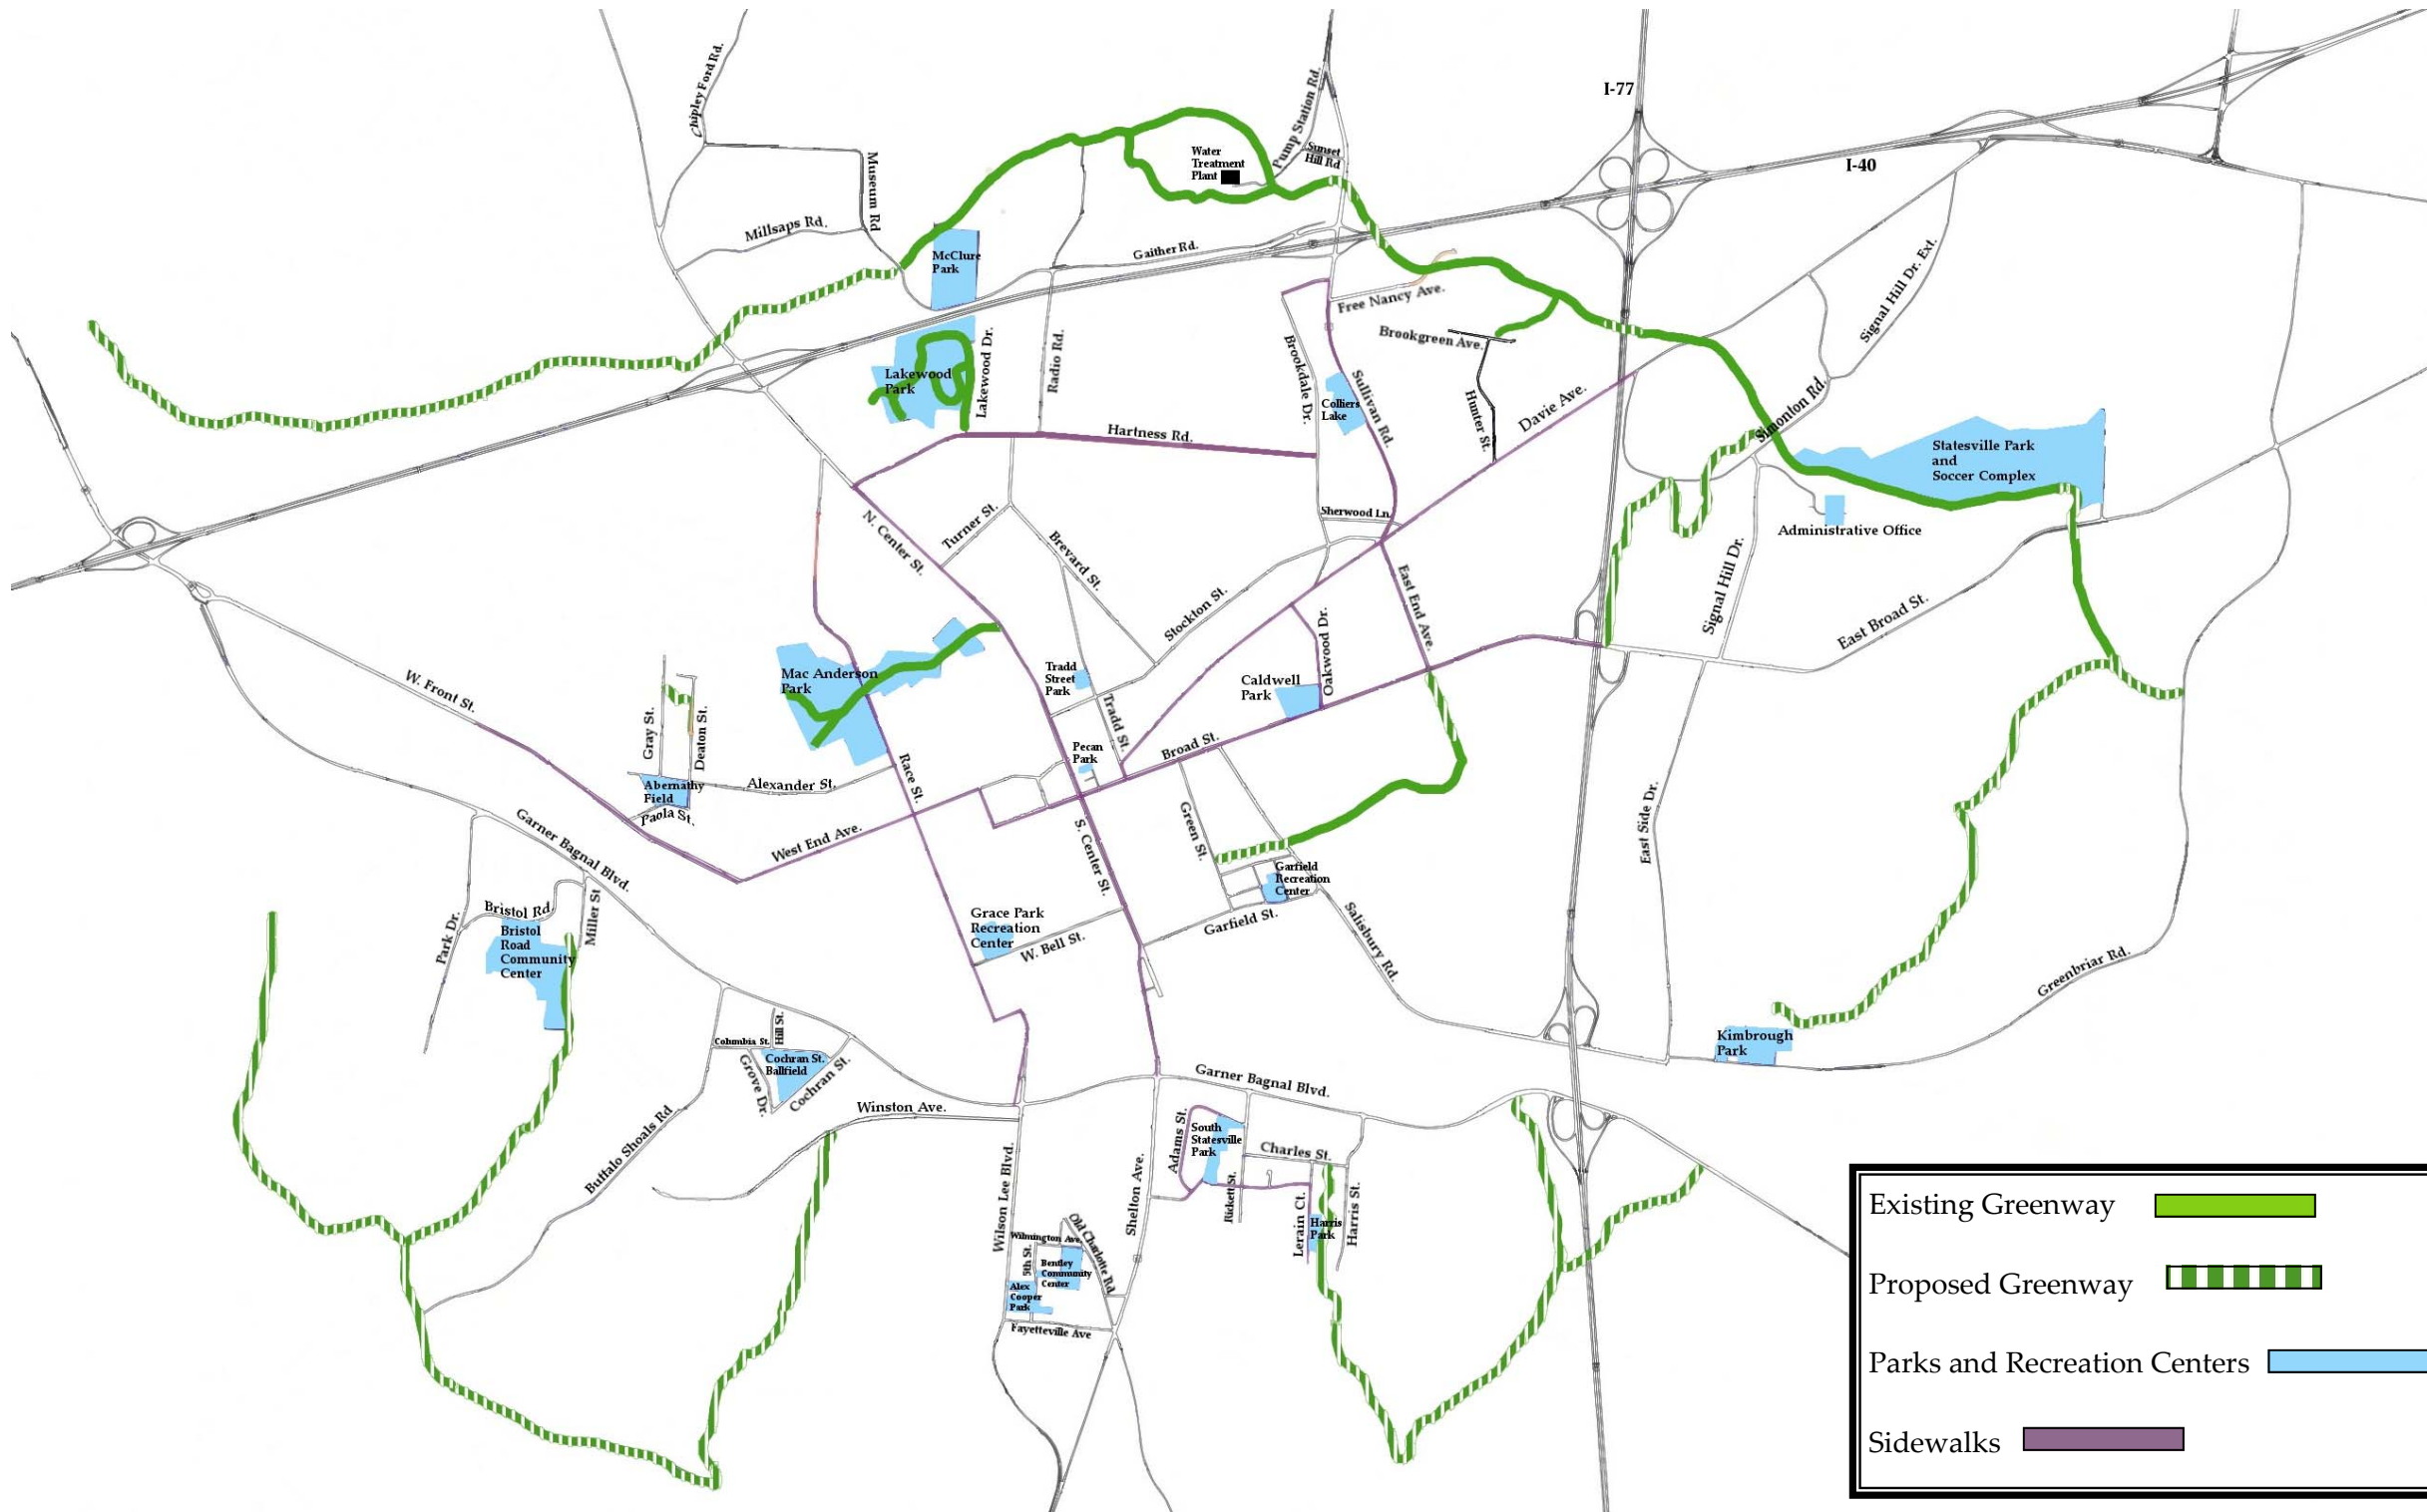 Chipley Ford Rd.
Pump Station Rd.
I-77
Water
Treatment
Plant
Sunset
Hill Rd
I-40
Museum Rd
Millsaps Rd.
McClure
Park
Gaither Rd.
Signal Hill Dr. Ext.
Free Nancy Ave.
Brookgreen Ave.
Lakewood
Park
Lakewood Dr.
Radio Rd.
Brookdale Dr.
Colliers
Lake
Sullivan Rd.
Hunter St.
Davie Ave.
Simonton Rd.
Hartness Rd.
Statesville Park
and
Soccer Complex
Administrative Office
N. Center St.
Turner St.
Brevard St.
Sherwood Ln.
Stockton St.
East End Ave.
Signal Hill Dr.
East Broad St.
W. Front St.
Mac Anderson
Park
Tradd
Street
Park
Tradd St.
Caldwell
Park
Oakwood Dr.
Gray St.
Deaton St.
Pecan
Park
Broad St.
Abernathy
Field
Alexander St.
Race St.
Paola St.
West End Ave.
S. Center St.
Green St.
East Side Dr.
Garner Bagnal Blvd.
Garfield
Recreation
Center
Garfield St.
Salisbury Rd.
Bristol Rd.
Miller St
Park Dr.
Bristol
Road
Community
Center
Grace Park
Recreation
Center
W. Bell St.
Greenbriar Rd.
Kimbrough
Park
Columbia St.
Hill St.
Cochran St.
Ballfield
Grove Dr.
Cochran St.
Winston Ave.
Garner Bagnal Blvd.
Buffalo Shoals Rd
Adams St.
South
Statesville
Park
Charles St.
Rickert St.
Lerain Ct.
Harris
Park
Harris St.
Wilson Lee Blvd.
Shelton Ave.
Old Charlotte Rd.
Wilmington Ave.
5th St.
Bentley
Community
Center
Alex
Cooper
Park
Fayetteville Ave
Existing Greenway
Proposed Greenway
Parks and Recreation Centers
Sidewalks